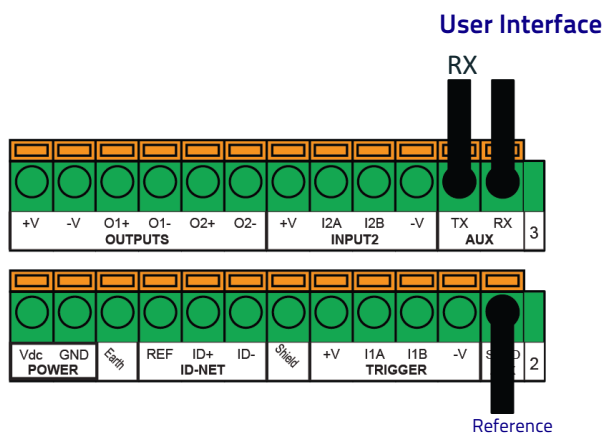 User Interface
RX
+V -V O1+ O1- O2+ O2- +V I2A I2B -V TX RX
OUTPUTS INPUT2 AUX 3
Vdc GND Earth REF ID+ ID- Shield +V I1A I1B -V
POWER ID-NET TRIGGER 2
Reference